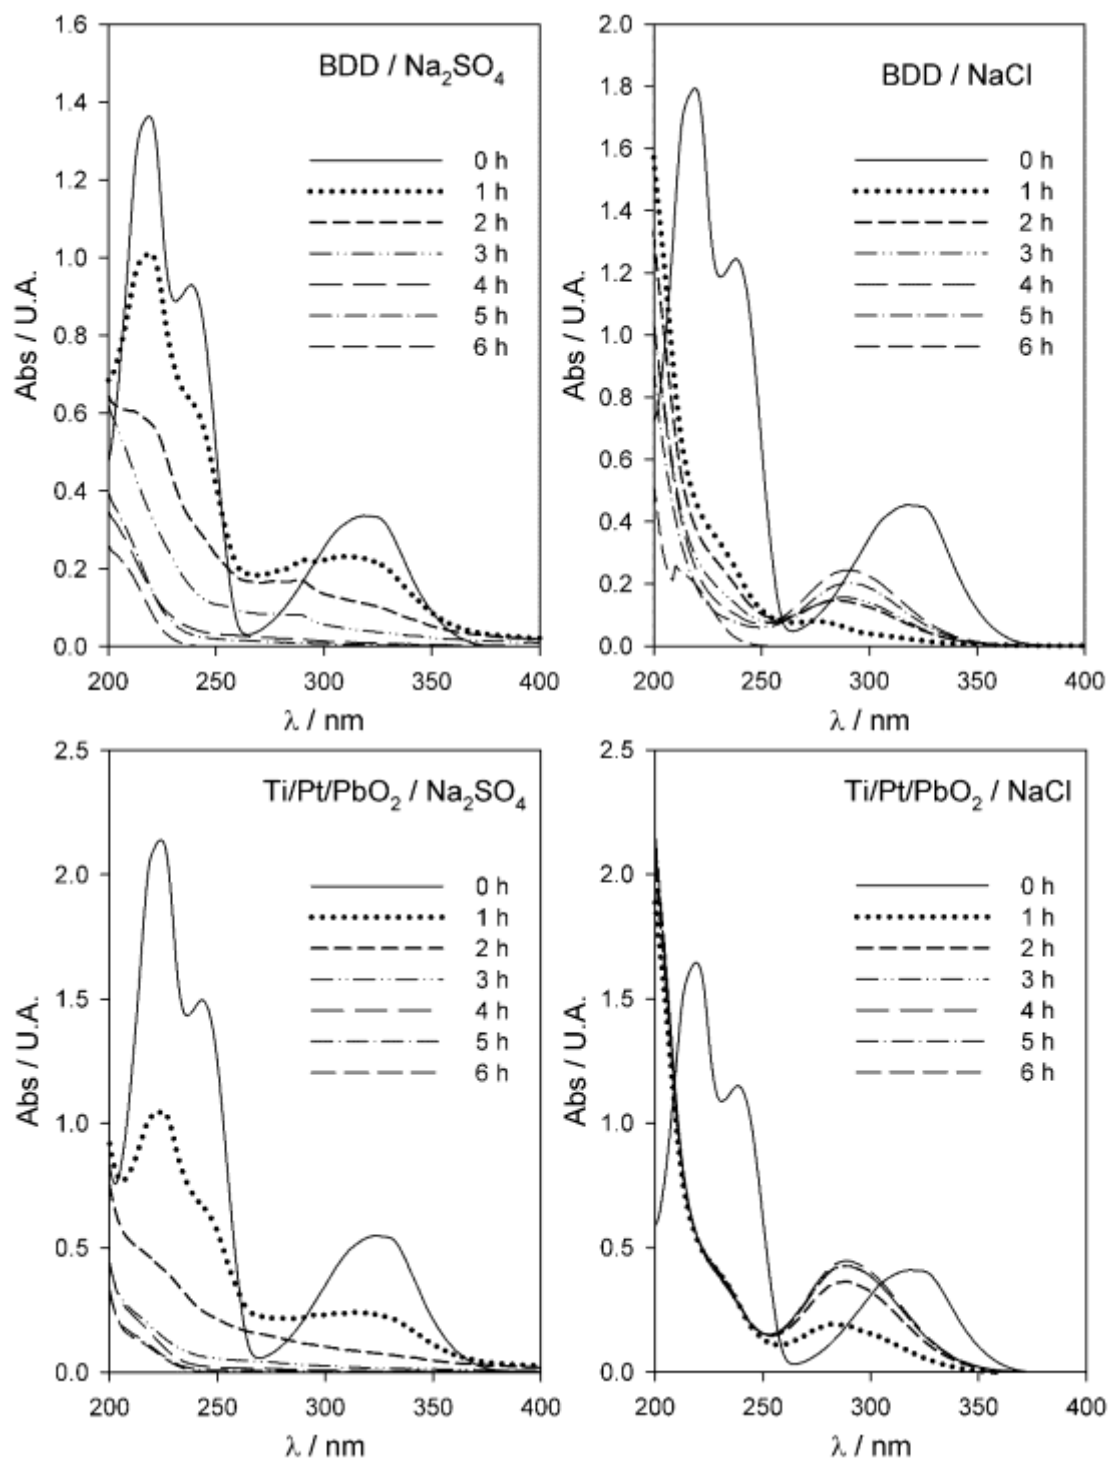 BDD / Na₂SO₄
0 h
1 h
2 h
3 h
4 h
5 h
6 h
1.6
1.4
1.2
1.0
0.8
0.6
0.4
0.2
0.0
Abs / U.A.
200 250 300 350 400
λ / nm
BDD / NaCl
0 h
1 h
2 h
3 h
4 h
5 h
6 h
2.0
1.8
1.6
1.4
1.2
1.0
0.8
0.6
0.4
0.2
0.0
Abs / U.A.
200 250 300 350 400
λ / nm
Ti/Pt/PbO₂ / Na₂SO₄
0 h
1 h
2 h
3 h
4 h
5 h
6 h
2.5
2.0
1.5
1.0
0.5
0.0
Abs / U.A.
200 250 300 350 400
λ / nm
Ti/Pt/PbO₂ / NaCl
0 h
1 h
2 h
3 h
4 h
5 h
6 h
2.5
2.0
1.5
1.0
0.5
0.0
Abs / U.A.
200 250 300 350 400
λ / nm